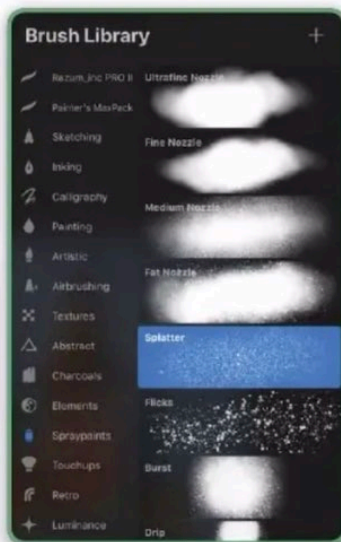 Brush Library
Razum_inc PRO II
Painter's MaxPack
Sketching
Inking
Calligraphy
Painting
Artistic
Airbrushing
Textures
Abstract
Charcoals
Elements
Spraypoints
Touchups
Retro
Luminance
Ultrafine Nozzle
Fine Nozzle
Medium Nozzle
Fat Nozzle
Splatter
Flicks
Burst
Drip